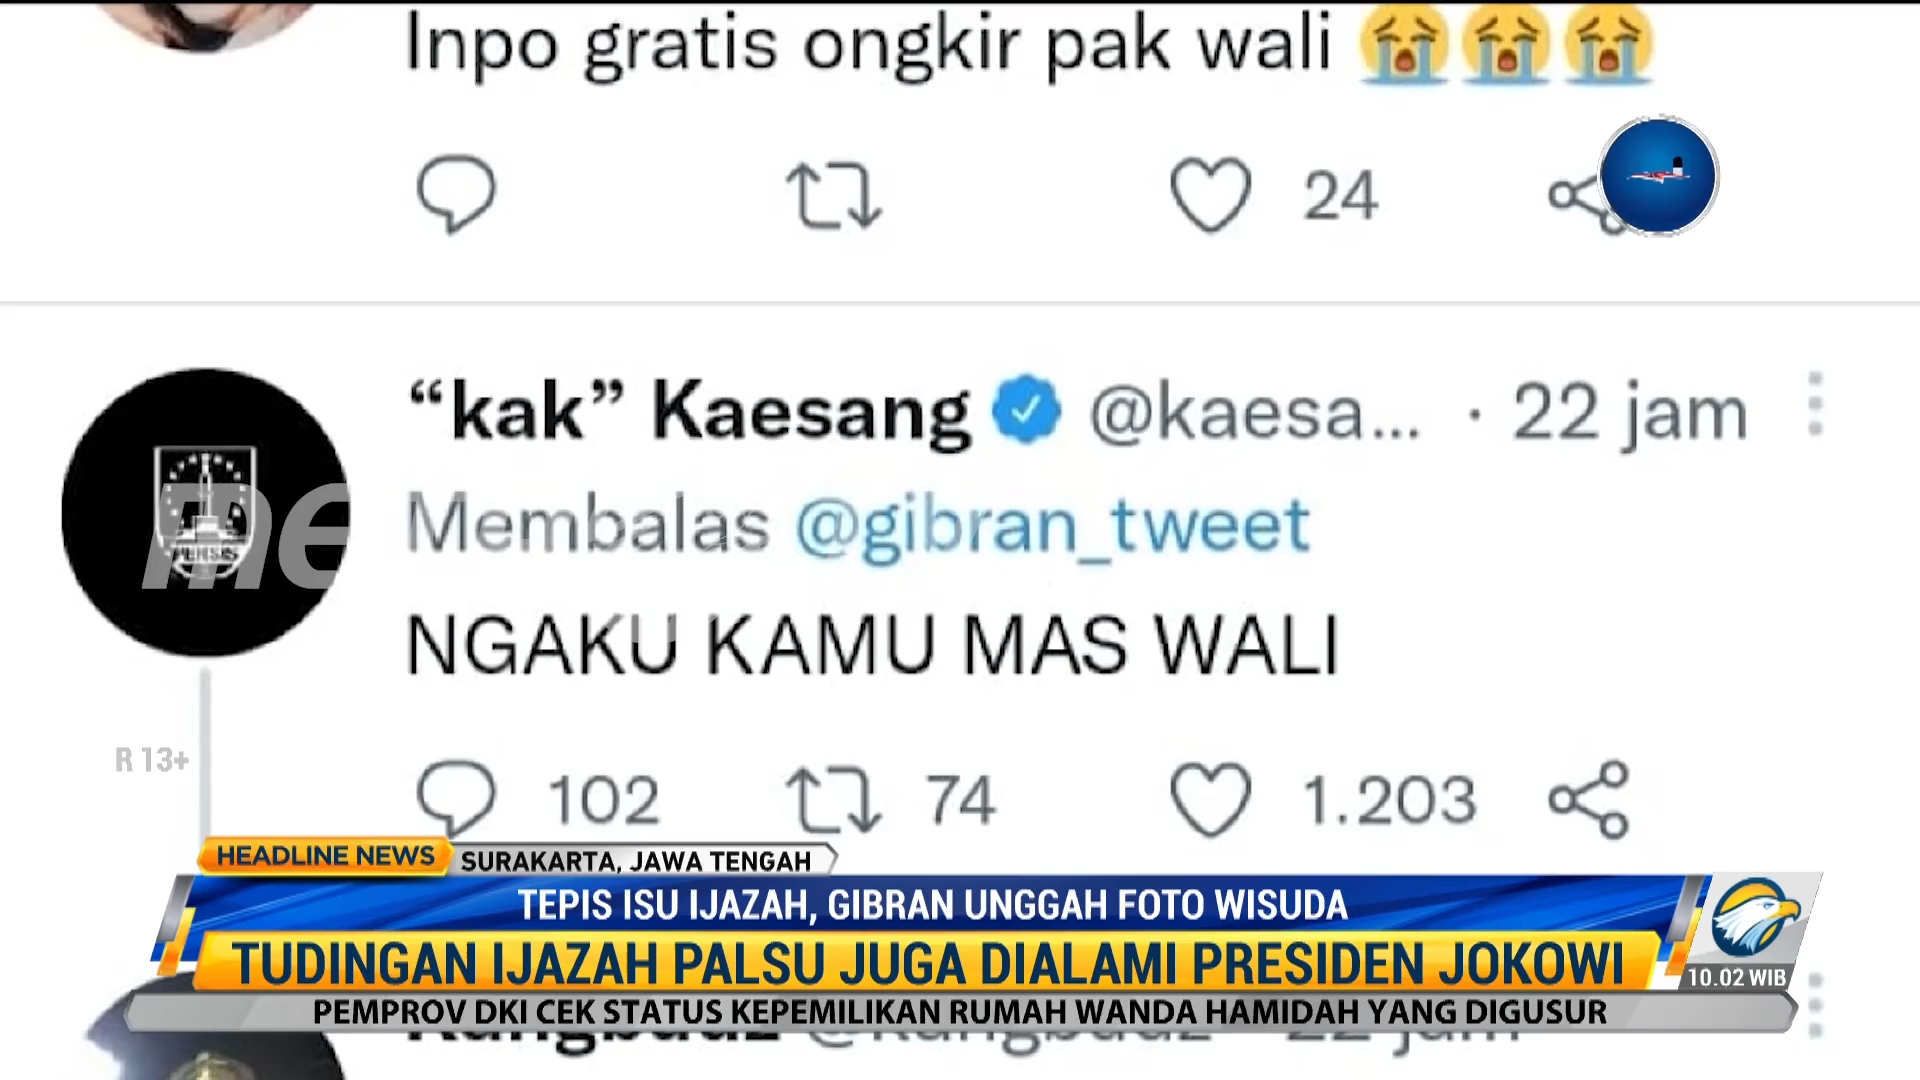 Inpo gratis ongkir pak wali 😭😭😭
24
“kak” Kaesang @kaesa... · 22 jam
Membalas @gibran_tweet
PERSIS
me
NGAKU KAMU MAS WALI
R 13+
102 74 1.203
HEADLINE NEWS SURAKARTA, JAWA TENGAH
TEPIS ISU IJAZAH, GIBRAN UNGGAH FOTO WISUDA
TUDINGAN IJAZAH PALSU JUGA DIALAMI PRESIDEN JOKOWI
10.02 WIB
PEMPROV DKI CEK STATUS KEPEMILIKAN RUMAH WANDA HAMIDAH YANG DIGUSUR